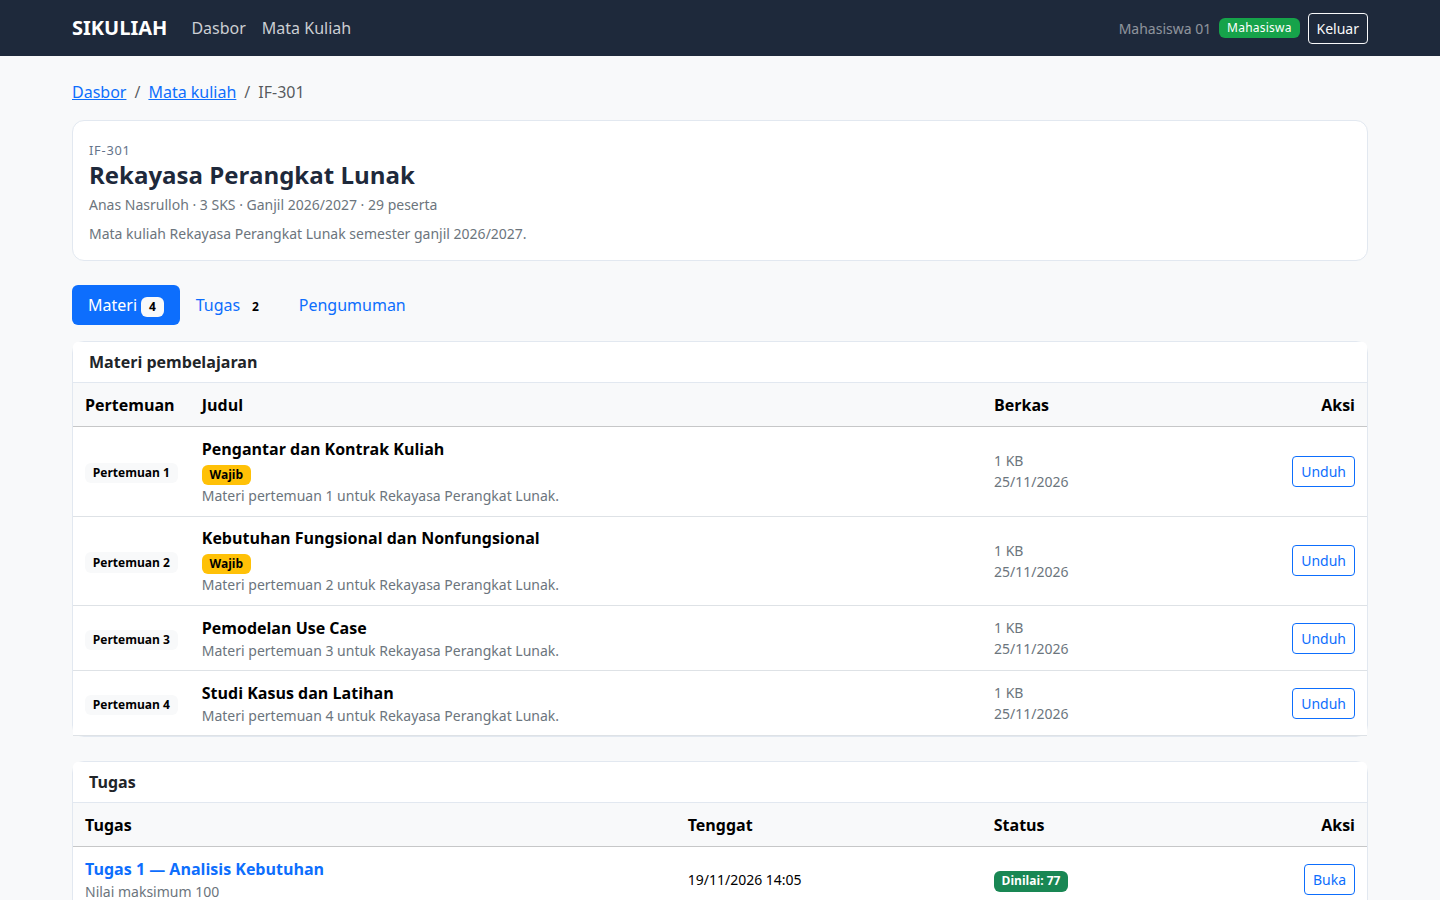 SIKULIAH Dasbor Mata Kuliah Mahasiswa 01 Mahasiswa Keluar
Dasbor / Mata kuliah / IF-301
IF-301
Rekayasa Perangkat Lunak
Anas Nasrulloh · 3 SKS · Ganjil 2026/2027 · 29 peserta
Mata kuliah Rekayasa Perangkat Lunak semester ganjil 2026/2027.
Materi 4 Tugas 2 Pengumuman
Materi pembelajaran
Pertemuan Judul Berkas Aksi
Pertemuan 1
Pengantar dan Kontrak Kuliah
Wajib
Materi pertemuan 1 untuk Rekayasa Perangkat Lunak.
1 KB
25/11/2026
Unduh
Pertemuan 2
Kebutuhan Fungsional dan Nonfungsional
Wajib
Materi pertemuan 2 untuk Rekayasa Perangkat Lunak.
1 KB
25/11/2026
Unduh
Pertemuan 3
Pemodelan Use Case
Materi pertemuan 3 untuk Rekayasa Perangkat Lunak.
1 KB
25/11/2026
Unduh
Pertemuan 4
Studi Kasus dan Latihan
Materi pertemuan 4 untuk Rekayasa Perangkat Lunak.
1 KB
25/11/2026
Unduh
Tugas
Tugas Tenggat Status Aksi
Tugas 1 — Analisis Kebutuhan
Nilai maksimum 100
19/11/2026 14:05
Dinilai: 77
Buka